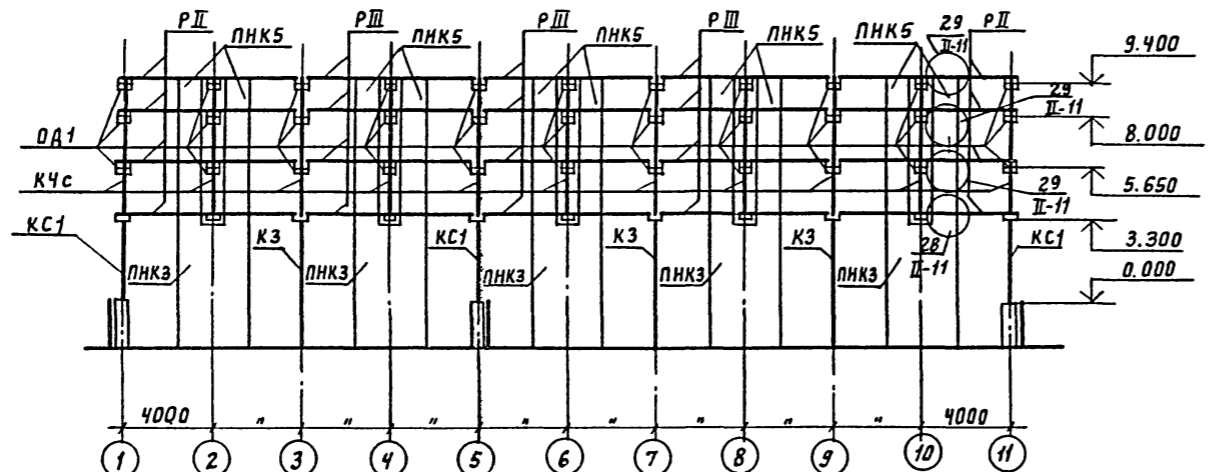 РII РIII РIII РIII 29 РII
ПНК5 ПНК5 ПНК5 ПНК5 ПНК5 II-11
9.400
29
II-11
ОД1
8.000
КЧс
29
II-11
5.650
КС1 К3 КС1 К3 К3 28 КС1
II-11
3.300
ПНК3 ПНК3 ПНК3 ПНК3 ПНК3
0.000
4000 " " " " " " " " 4000
1 2 3 4 5 6 7 8 9 10 11